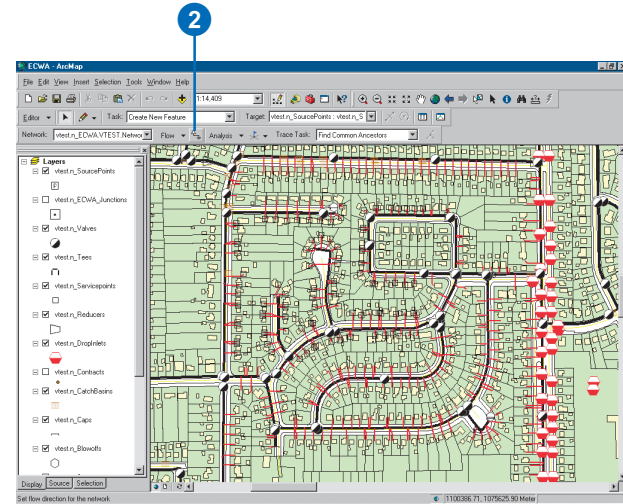 2
ECWA - ArcMap
File Edit View Insert Selection Tools Window Help
1:14,409
Editor Task: Create New Feature Target: vtest.n_SourcePoints : vtest.n_S
Network: vtest.n_ECWA.VTEST.Networ Flow Analysis Trace Task: Find Common Ancestors
Layers
vtest.n_SourcePoints
vtest.n_ECWA_Junctions
vtest.n_Valves
vtest.n_Tees
vtest.n_Servicepoints
vtest.n_Reducers
vtest.n_DropInlets
vtest.n_Contracts
vtest.n_CatchBasins
vtest.n_Caps
vtest.n_Blowoffs
Display Source Selection
Set flow direction for the network 1100386.71, 1075625.90 Meter